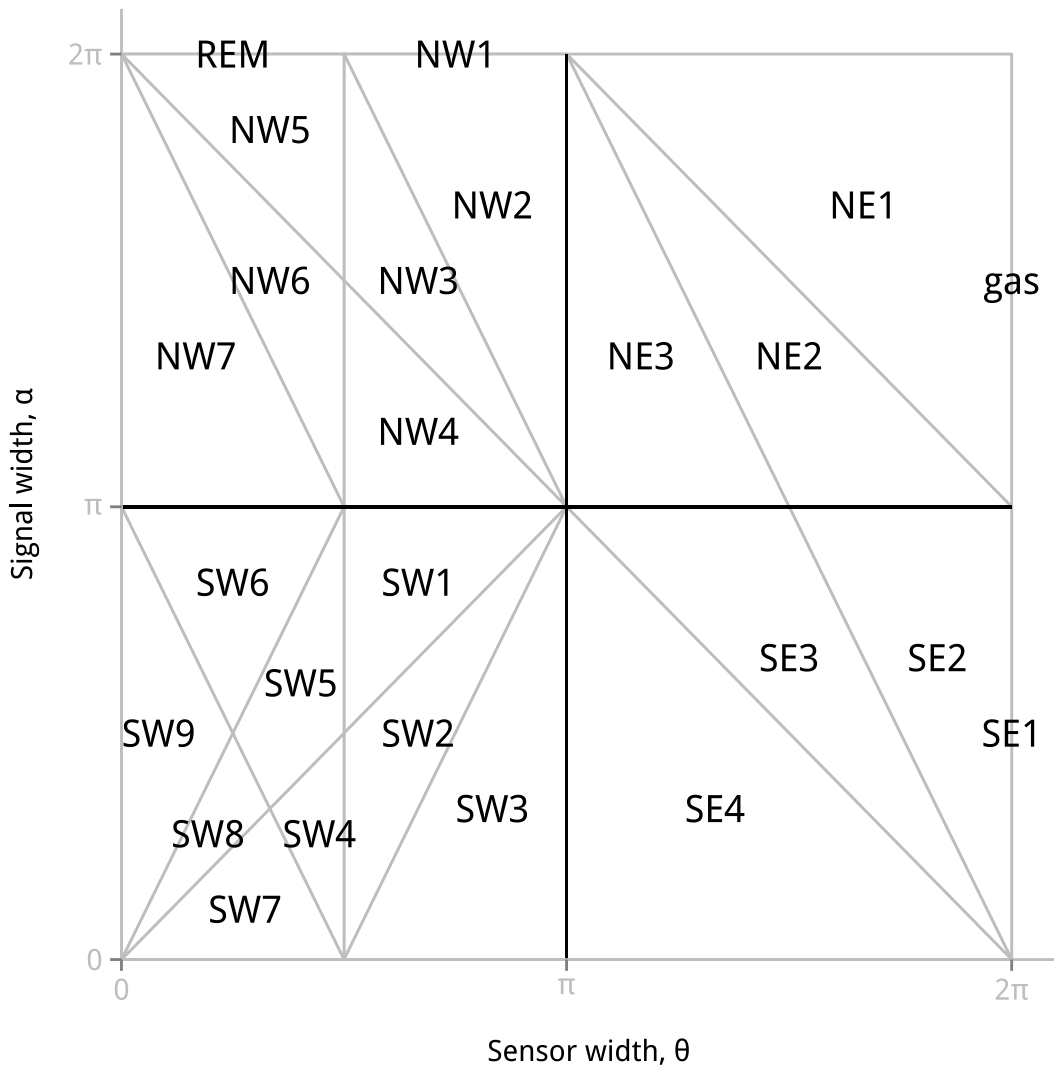 2π
REM
NW1
NW5
NW2
NE1
NW6
NW3
gas
NW7
NE3
NE2
NW4
Signal width, α
π
SW6
SW1
SW5
SE3
SE2
SW9
SW2
SE1
SW8
SW4
SW3
SE4
SW7
0
0
π
2π
Sensor width, θ